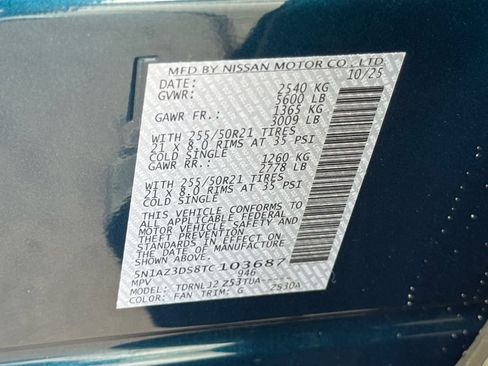 MFD BY NISSAN MOTOR CO., LTD.
DATE: 10/25
GVWR: 2540 KG
5600 LB
GAWR FR.: 1365 KG
3009 LB
WITH 255/50R21 TIRES
21 X 8.0 RIMS AT 35 PSI
COLD SINGLE
GAWR RR.: 1260 KG
2778 LB
WITH 255/50R21 TIRES
21 X 8.0 RIMS AT 35 PSI
COLD SINGLE
THIS VEHICLE CONFORMS TO
ALL APPLICABLE FEDERAL
MOTOR VEHICLE SAFETY AND
THEFT PREVENTION
STANDARDS IN EFFECT ON
THE DATE OF MANUFACTURE
5N1AZ3DS8TC103687
MPV 946
MODEL: TDRNLJ2 Z53TUA-----
COLOR: FAN TRIM: G 2S30A